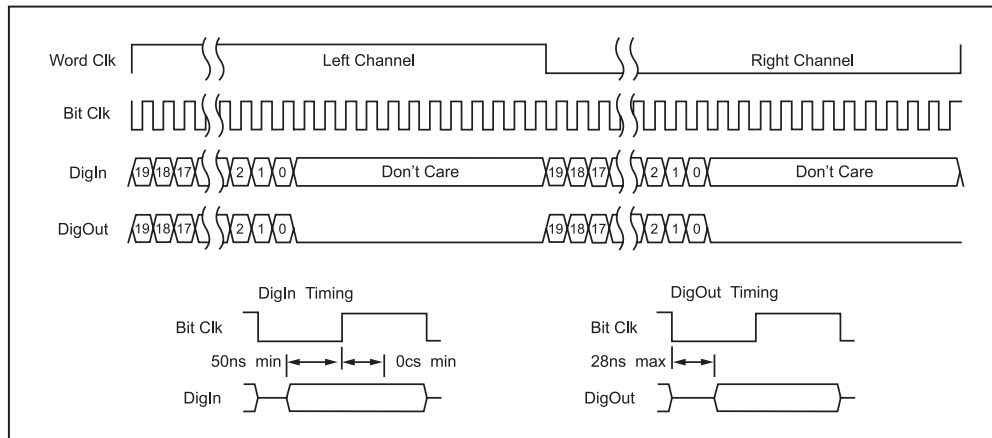 Word Clk Left Channel Right Channel
Bit Clk
DigIn 19 18 17 2 1 0 Don't Care 19 18 17 2 1 0 Don't Care
DigOut 19 18 17 2 1 0 19 18 17 2 1 0
DigIn Timing
Bit Clk
50ns min 0cs min
DigIn
DigOut Timing
Bit Clk
28ns max
DigOut